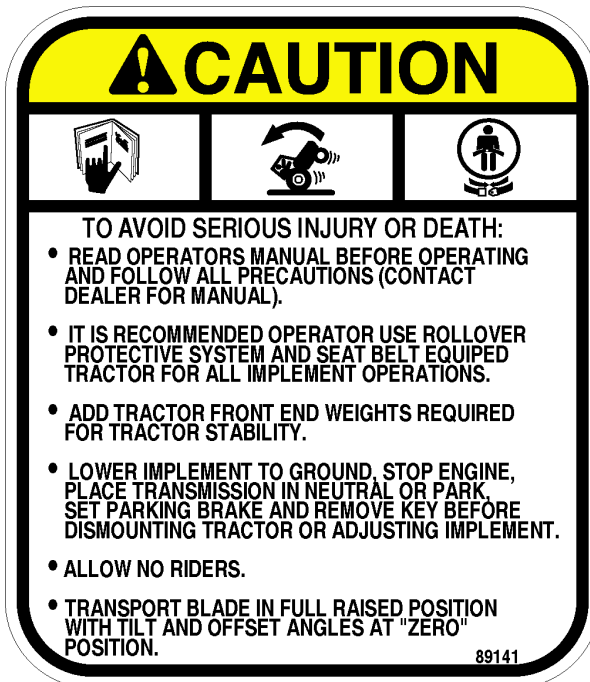 CAUTION
TO AVOID SERIOUS INJURY OR DEATH:
• READ OPERATORS MANUAL BEFORE OPERATING
AND FOLLOW ALL PRECAUTIONS (CONTACT
DEALER FOR MANUAL).
• IT IS RECOMMENDED OPERATOR USE ROLLOVER
PROTECTIVE SYSTEM AND SEAT BELT EQUIPED
TRACTOR FOR ALL IMPLEMENT OPERATIONS.
• ADD TRACTOR FRONT END WEIGHTS REQUIRED
FOR TRACTOR STABILITY.
• LOWER IMPLEMENT TO GROUND, STOP ENGINE,
PLACE TRANSMISSION IN NEUTRAL OR PARK,
SET PARKING BRAKE AND REMOVE KEY BEFORE
DISMOUNTING TRACTOR OR ADJUSTING IMPLEMENT.
• ALLOW NO RIDERS.
• TRANSPORT BLADE IN FULL RAISED POSITION
WITH TILT AND OFFSET ANGLES AT "ZERO"
POSITION.
89141